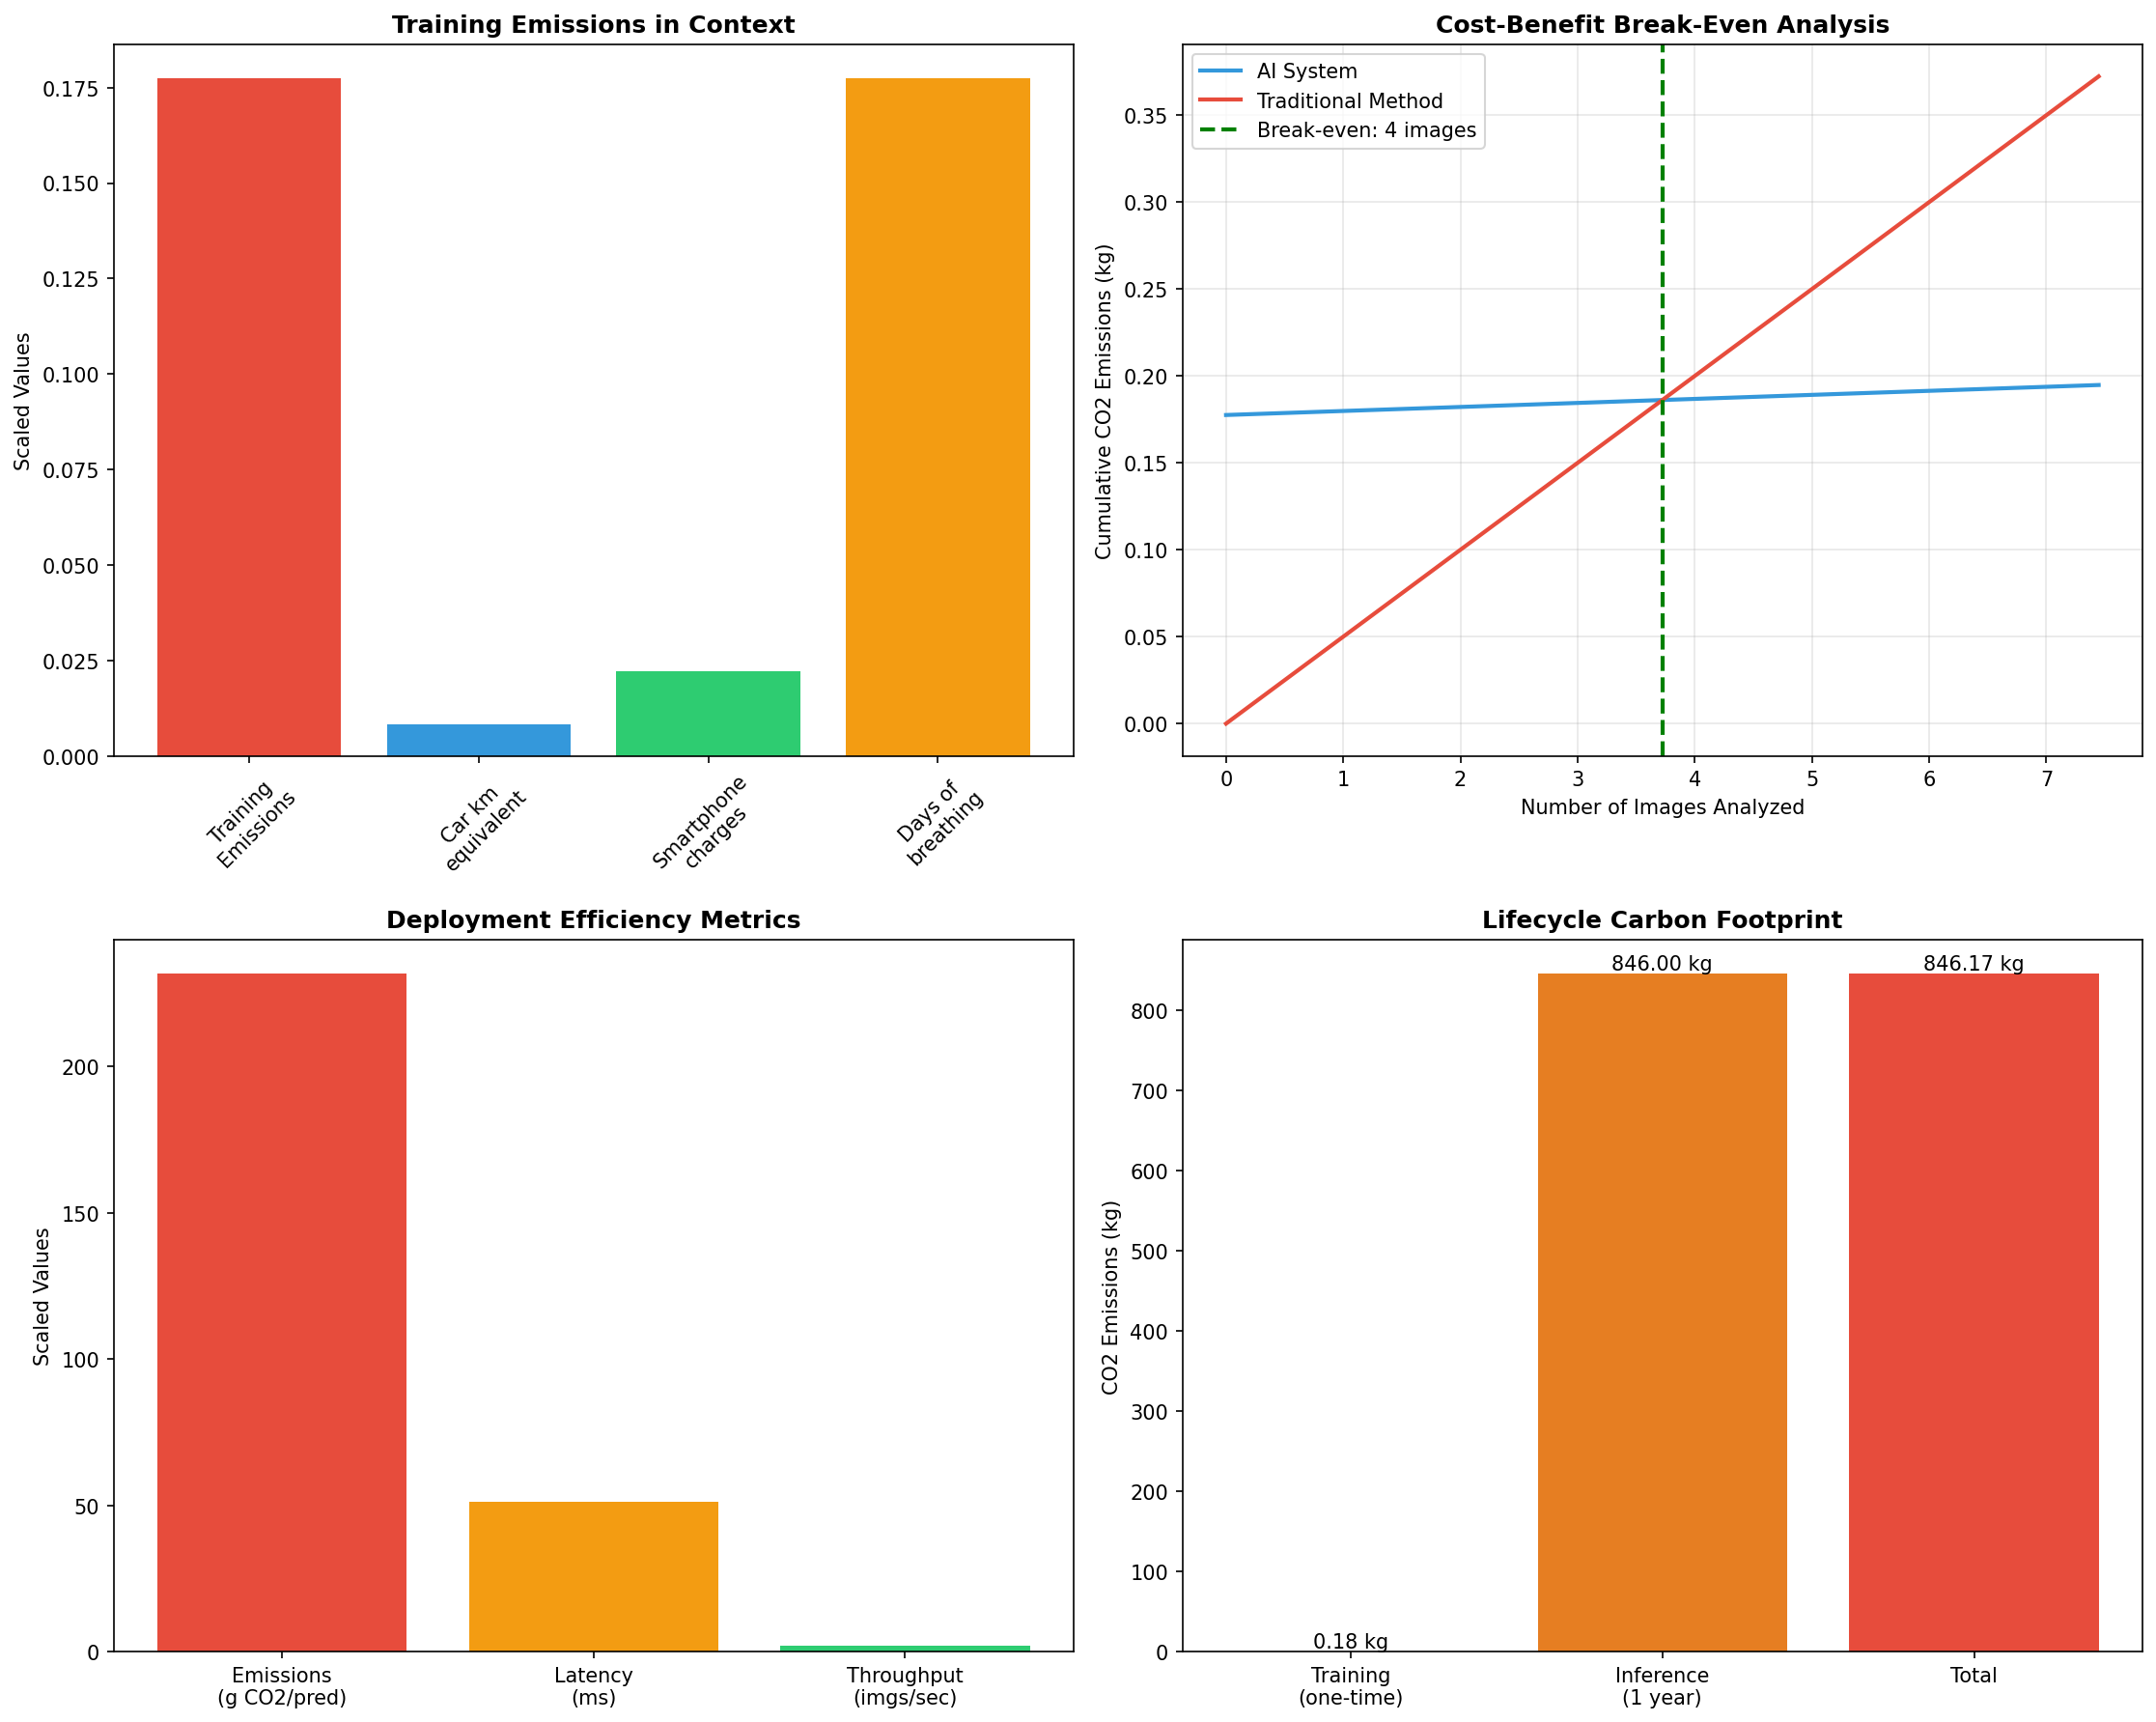 Training Emissions in Context
Scaled Values
0.175
0.150
0.125
0.100
0.075
0.050
0.025
0.000
Training
Emissions
Car km
equivalent
Smartphone
charges
Days of
breathing
Cost-Benefit Break-Even Analysis
AI System
Traditional Method
Break-even: 4 images
Cumulative CO2 Emissions (kg)
0.35
0.30
0.25
0.20
0.15
0.10
0.05
0.00
0 1 2 3 4 5 6 7
Number of Images Analyzed
Deployment Efficiency Metrics
Scaled Values
200
150
100
50
0
Emissions
(g CO2/pred)
Latency
(ms)
Throughput
(imgs/sec)
Lifecycle Carbon Footprint
CO2 Emissions (kg)
800
700
600
500
400
300
200
100
0
0.18 kg
846.00 kg
846.17 kg
Training
(one-time)
Inference
(1 year)
Total